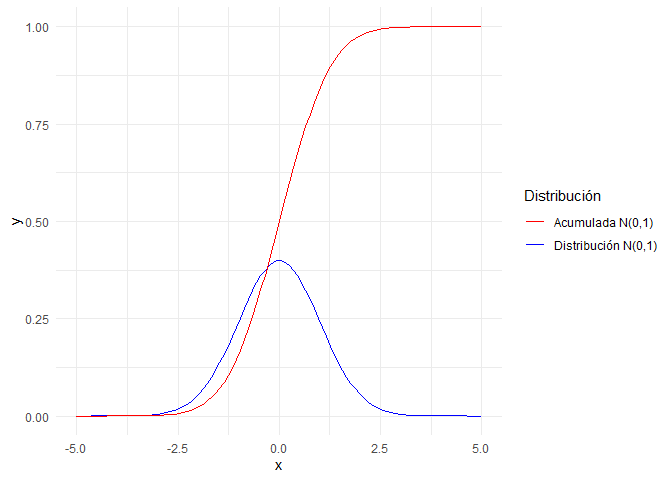 1.00
0.75
0.50
0.25
0.00
y
-5.0 -2.5 0.0 2.5 5.0
x
Distribución
Acumulada N(0,1)
Distribución N(0,1)